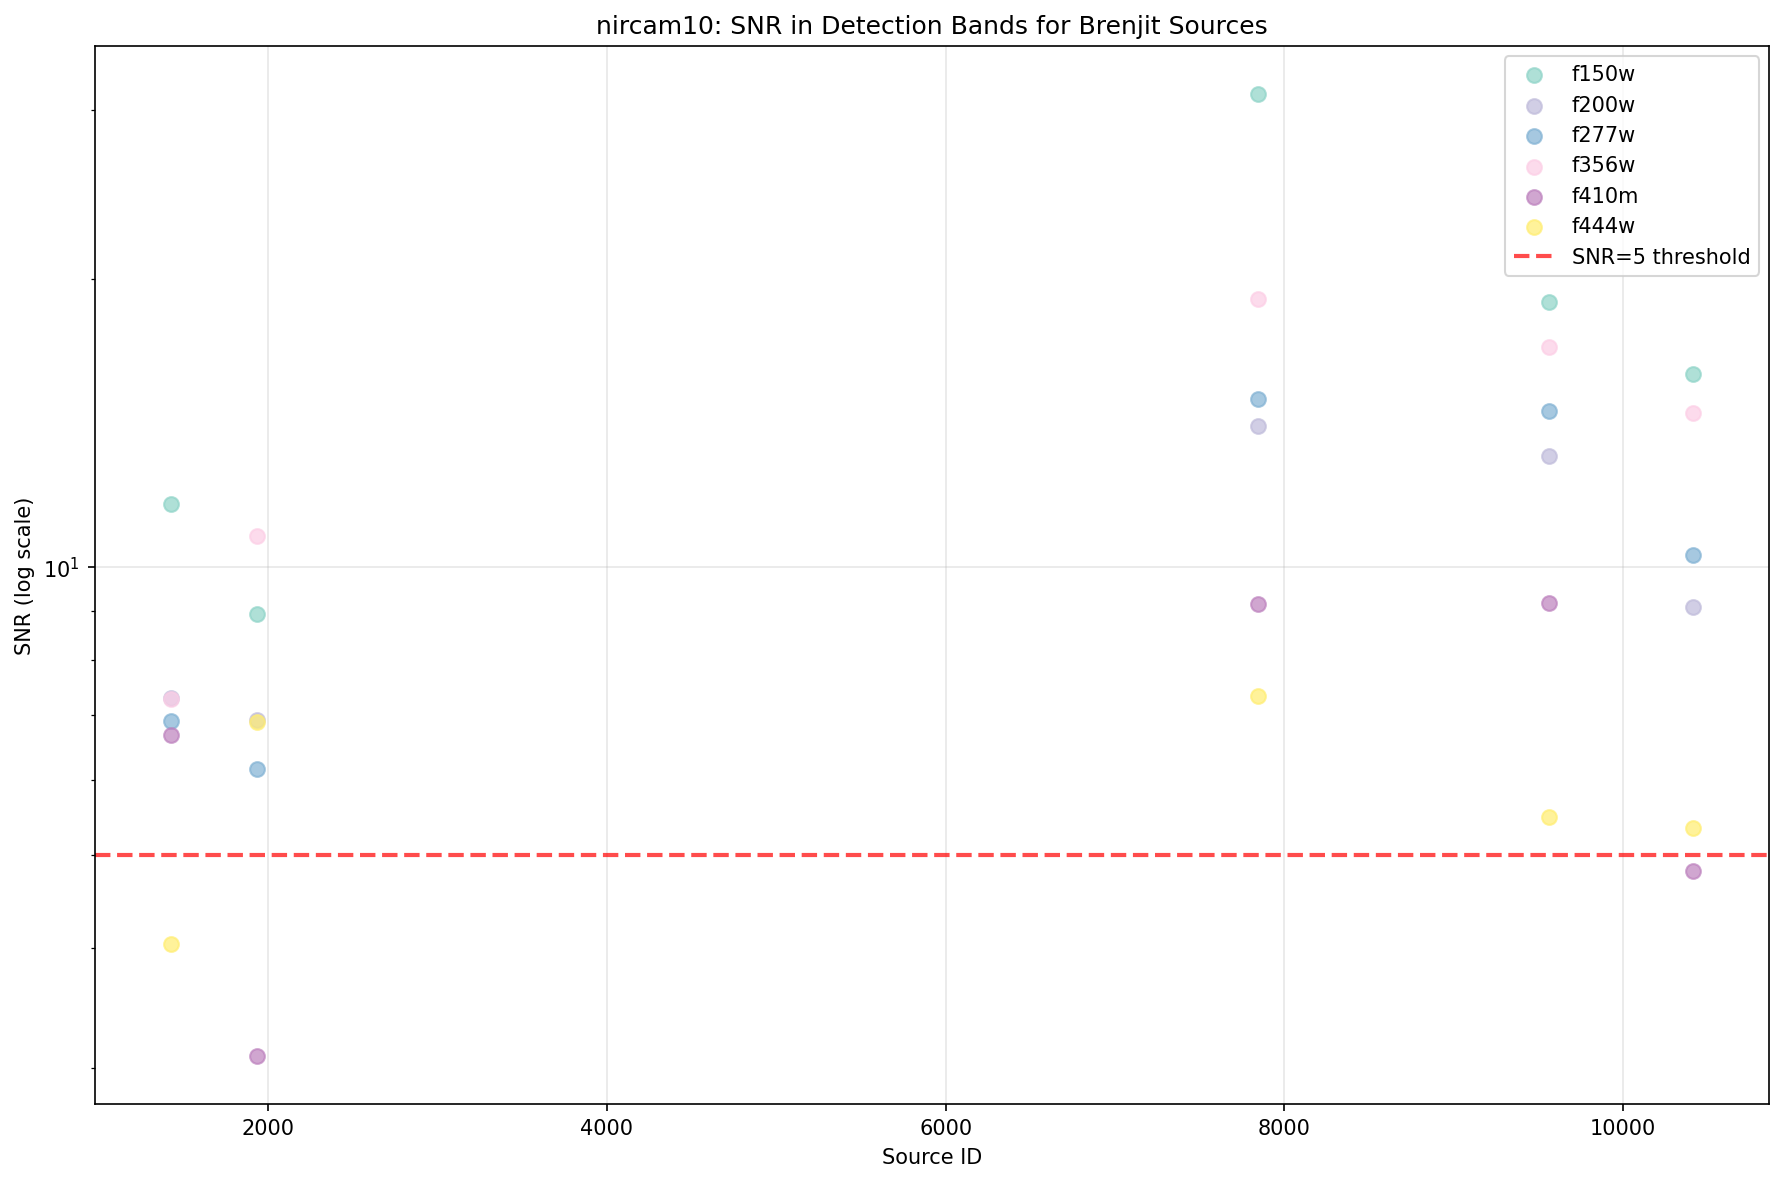 nircam10: SNR in Detection Bands for Brenjit Sources
f150w
f200w
f277w
f356w
f410m
f444w
SNR=5 threshold
SNR (log scale)
10¹
2000 4000 6000 8000 10000
Source ID